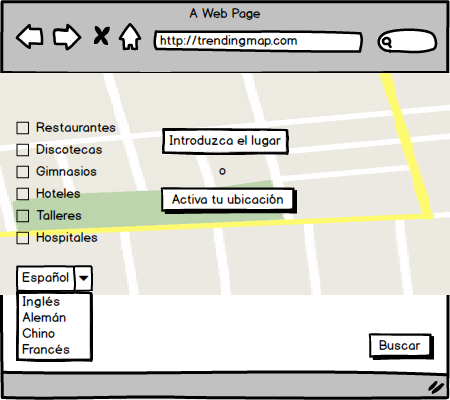 A Web Page
http://trendingmap.com
Restaurantes
Discotecas
Gimnasios
Hoteles
Talleres
Hospitales
Introduzca el lugar
o
Activa tu ubicación
Español
Inglés
Alemán
Chino
Francés
Buscar